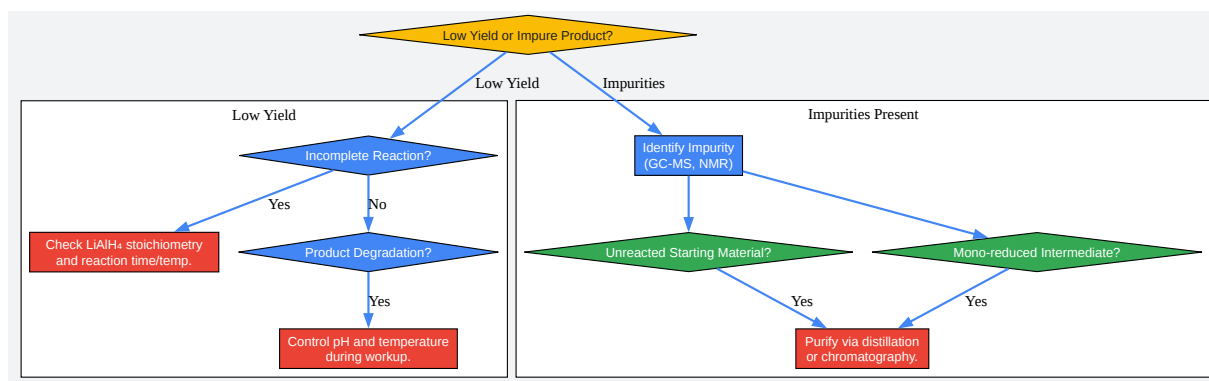 Low Yield or Impure Product?
Low Yield
Impurities
Low Yield
Impurities Present
Incomplete Reaction?
Identify Impurity
(GC-MS, NMR)
Yes
No
Check LiAlH₄ stoichiometry
and reaction time/temp.
Product Degradation?
Unreacted Starting Material?
Mono-reduced Intermediate?
Yes
Yes
Yes
Control pH and temperature
during workup.
Purify via distillation
or chromatography.